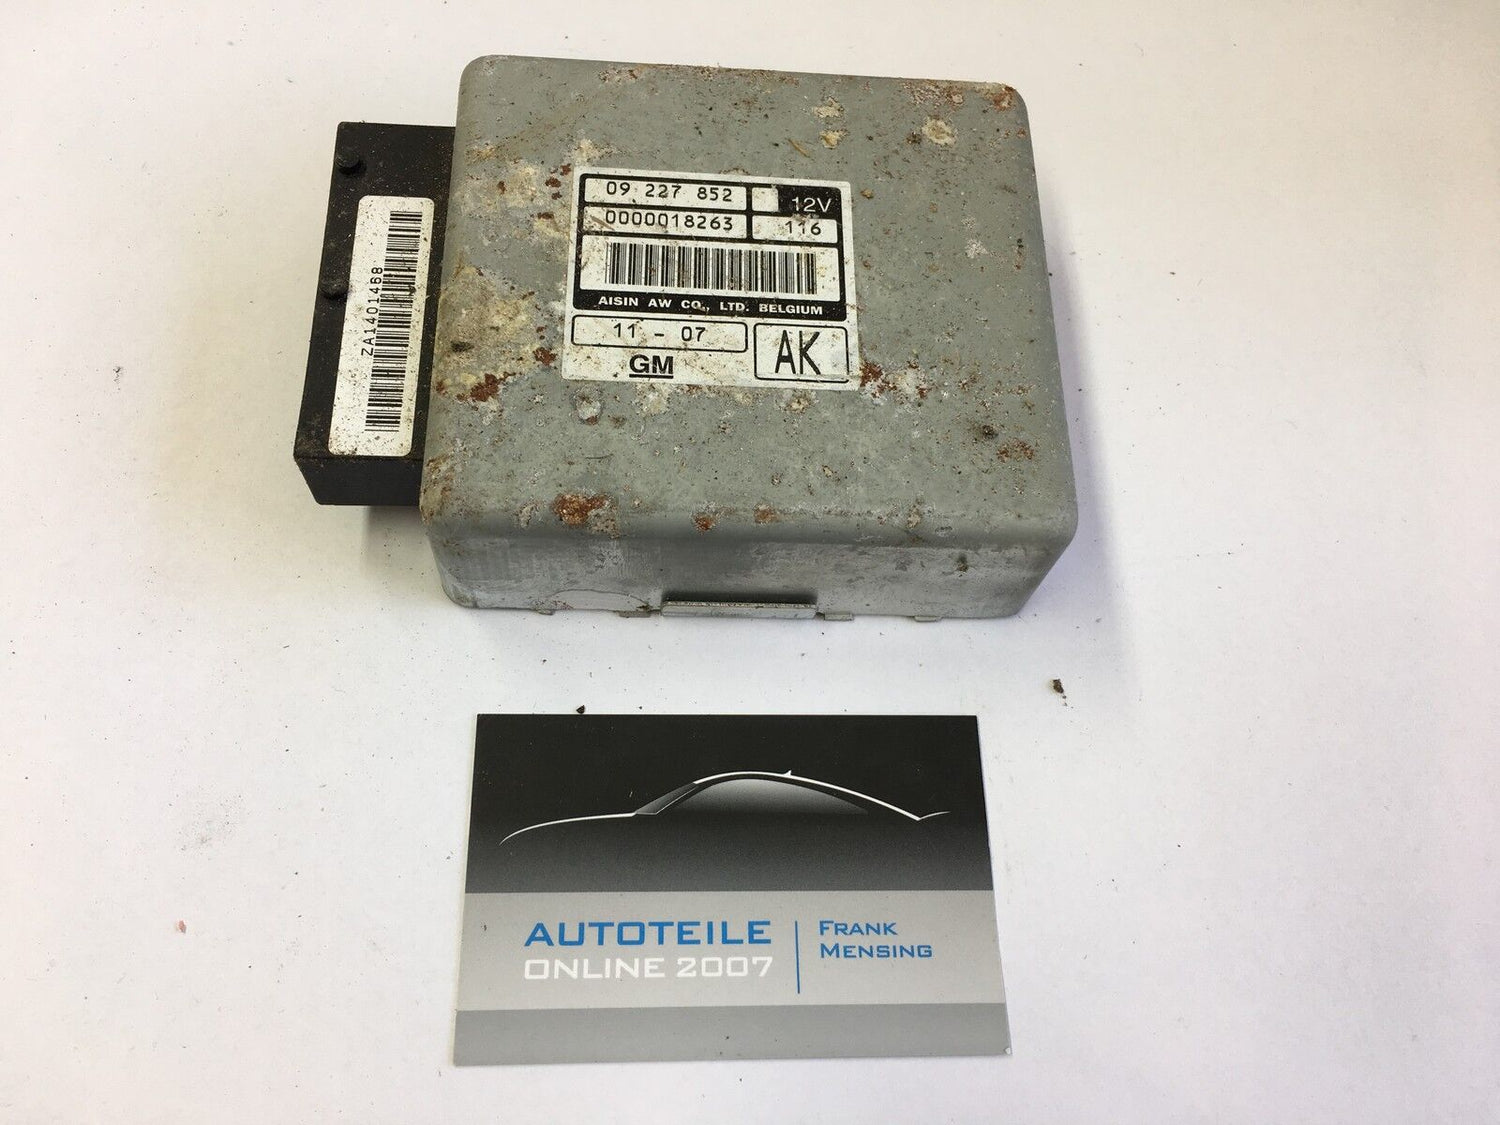 09 227 852
12V
0000018263
116
AISIN AW CO., LTD. BELGIUM
11 - 07
AK
GM
ZA1401488
AUTOTEILE
ONLINE 2007
FRANK
MENSING